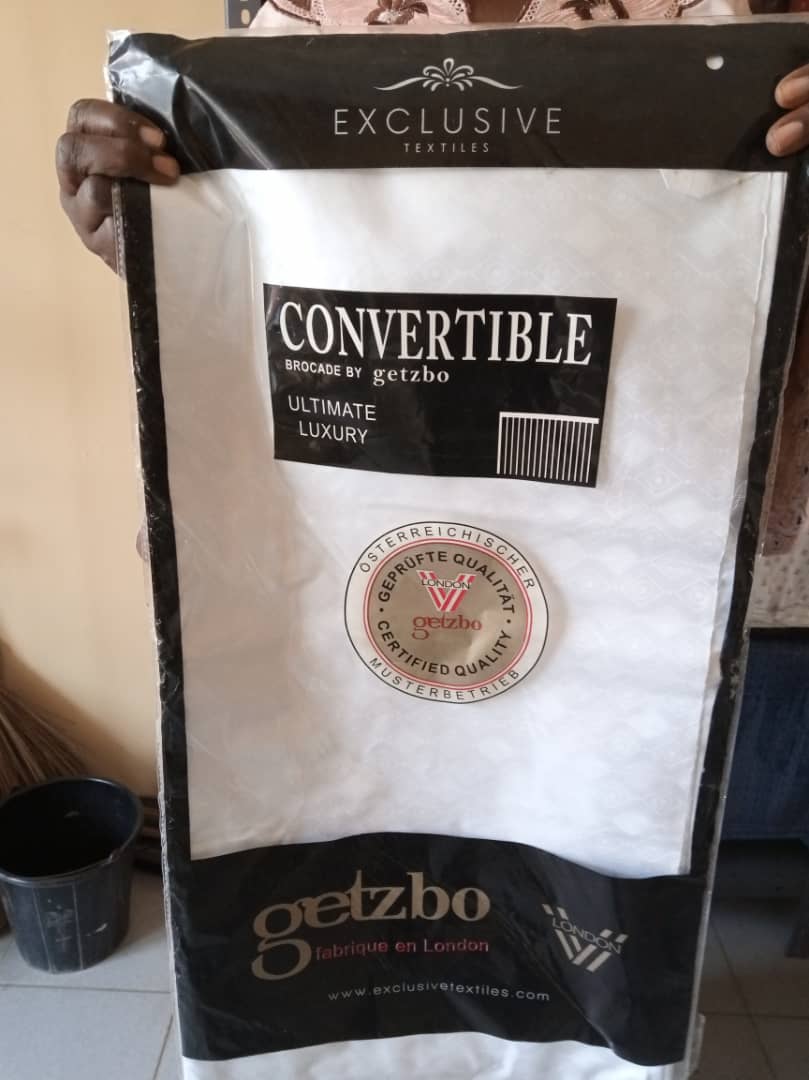 EXCLUSIVE
TEXTILES
CONVERTIBLE
BROCADE BY getzbo
ULTIMATE
LUXURY
ÖSTERREICHISCHER
GEPRÜFTE QUALITÄT
LONDON
getzbo
CERTIFIED QUALITY
MUSTERBETRIEB
getzbo
fabrique en London
LONDON
www.exclusivetextiles.com